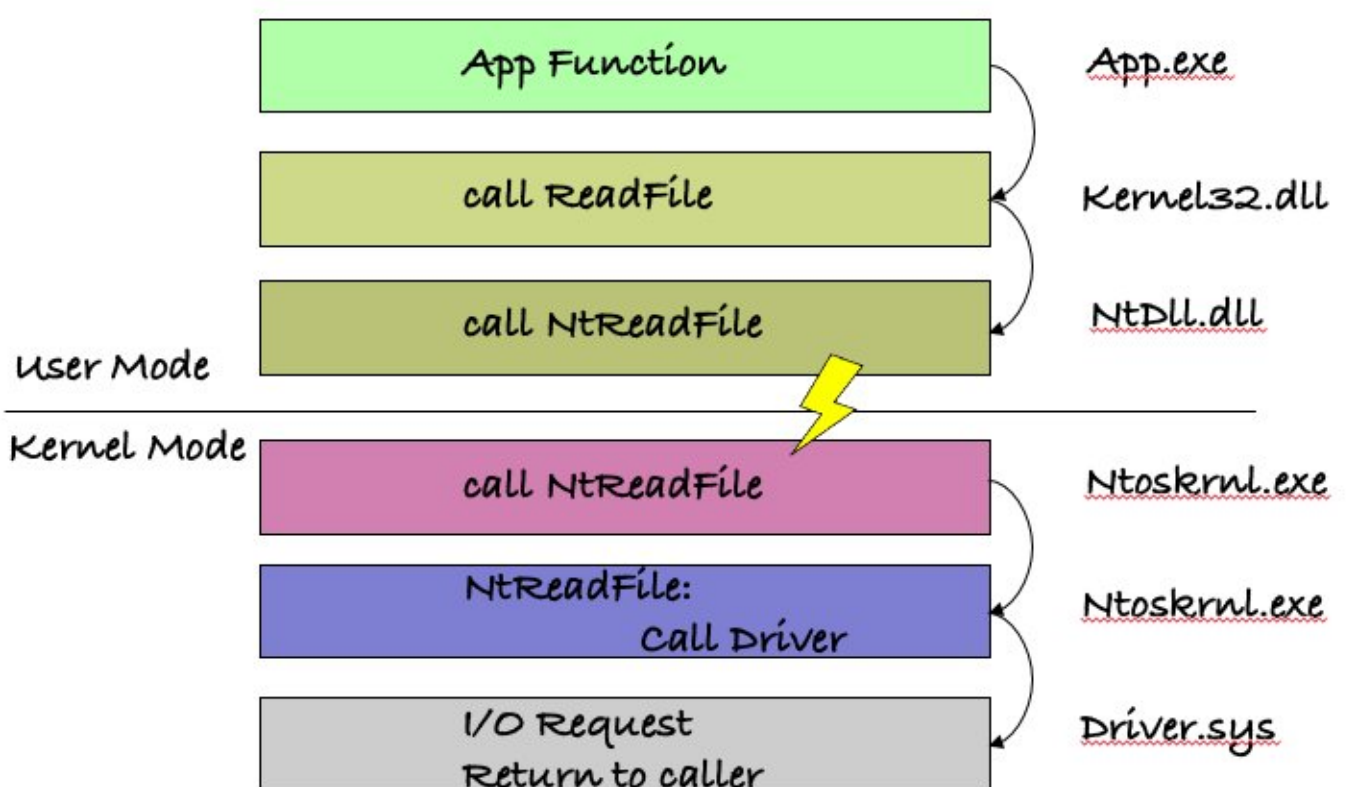 App Function
App.exe
call ReadFile
Kernel32.dll
call NtReadFile
NtDll.dll
User Mode
Kernel Mode
call NtReadFile
Ntoskrnl.exe
NtReadFile:
Call Driver
Ntoskrnl.exe
I/O Request
Return to caller
Driver.sys